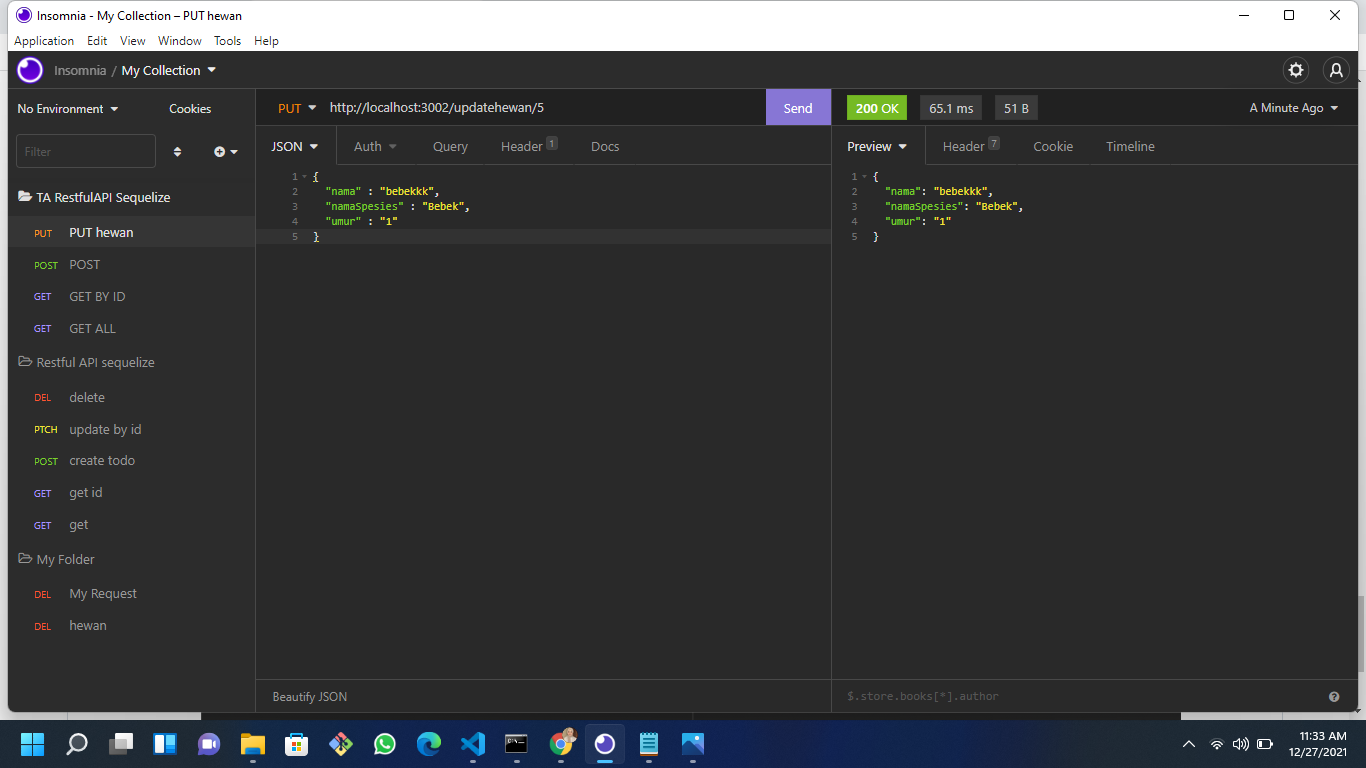 Insomnia - My Collection – PUT hewan
Application Edit View Window Tools Help
Insomnia / My Collection
No Environment Cookies
PUT http://localhost:3002/updatehewan/5 Send
200 OK 65.1 ms 51 B A Minute Ago
Filter
JSON Auth Query Header 1 Docs
Preview Header 7 Cookie Timeline
TA RestfulAPI Sequelize
PUT PUT hewan
POST POST
GET GET BY ID
GET GET ALL
Restful API sequelize
DEL delete
PTCH update by id
POST create todo
GET get id
GET get
My Folder
DEL My Request
DEL hewan
1 {
2 "nama" : "bebekkk",
3 "namaSpesies" : "Bebek",
4 "umur" : "1"
5 }
1 {
2 "nama": "bebekkk",
3 "namaSpesies": "Bebek",
4 "umur": "1"
5 }
Beautify JSON
$.store.books[*].author
11:33 AM
12/27/2021